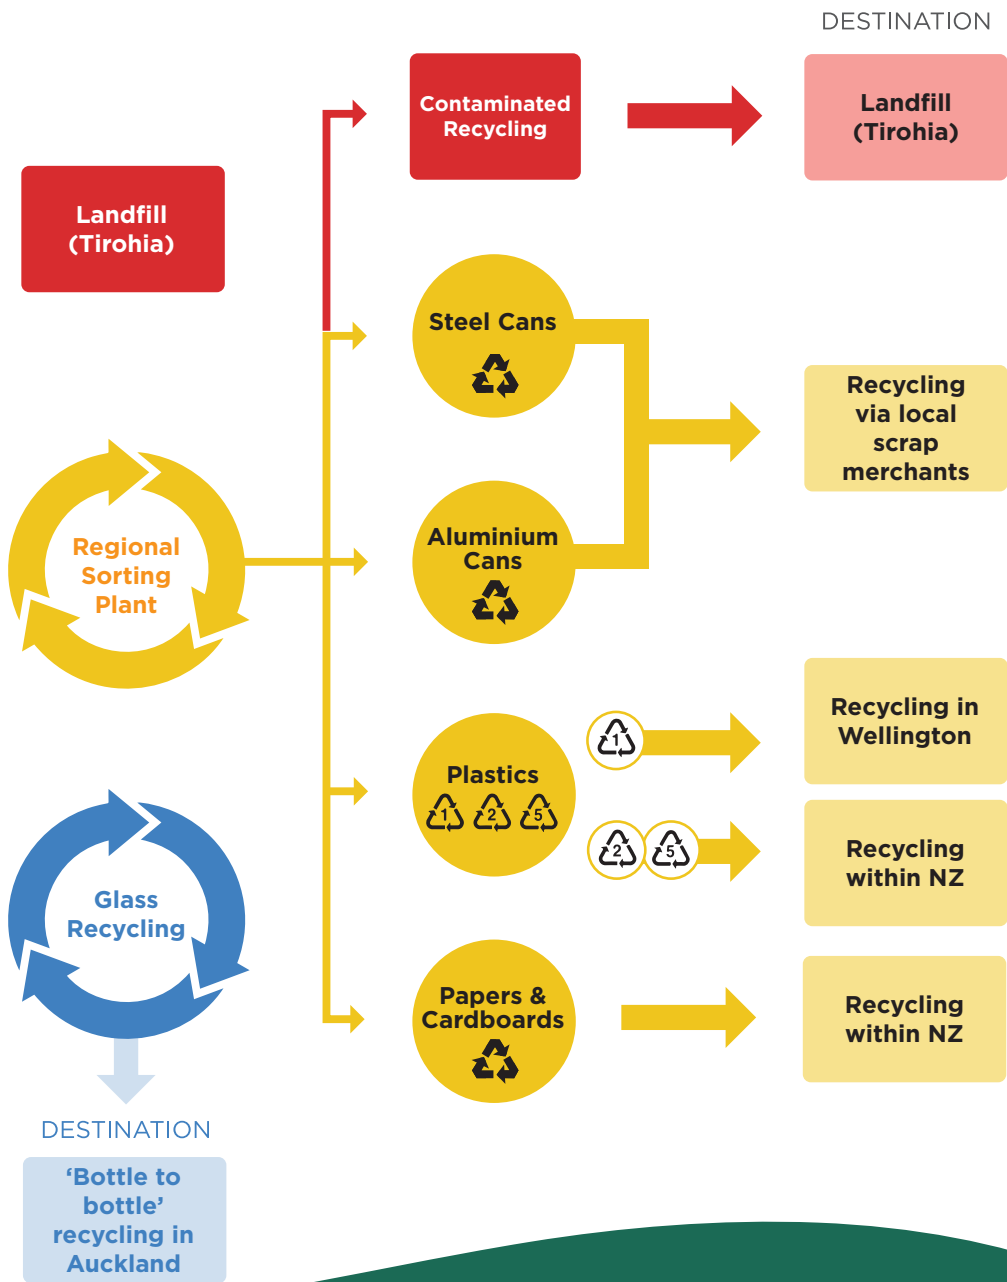 DESTINATION
Contaminated
Recycling
Landfill
(Tirohia)
Landfill
(Tirohia)
Steel Cans
Recycling
via local
scrap
merchants
Regional
Sorting
Plant
Aluminium
Cans
Plastics
1 2 5
1
Recycling in
Wellington
2 5
Recycling
within NZ
Glass
Recycling
Papers &
Cardboards
Recycling
within NZ
DESTINATION
‘Bottle to
bottle’
recycling in
Auckland